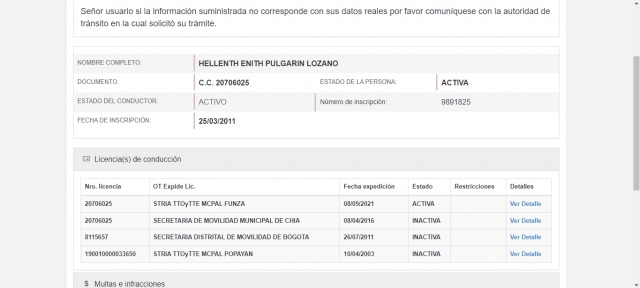 Señor usuario si la información suministrada no corresponde con sus datos reales por favor comuníquese con la autoridad de
tránsito en la cual solicitó su trámite.
NOMBRE COMPLETO: HELLENTH ENITH PULGARIN LOZANO
DOCUMENTO: C.C. 20706025 ESTADO DE LA PERSONA: ACTIVA
ESTADO DEL CONDUCTOR: ACTIVO Número de inscripción: 9891825
FECHA DE INSCRIPCIÓN: 25/03/2011
Licencia(s) de conducción
Nro. licencia OT Expide Lic. Fecha expedición Estado Restricciones Detalles
20706025 STRIA TTOyTTE MCPAL FUNZA 08/09/2021 ACTIVA Ver Detalle
20706025 SECRETARIA DE MOVILIDAD MUNICIPAL DE CHIA 08/04/2016 INACTIVA Ver Detalle
8115657 SECRETARIA DISTRITAL DE MOVILIDAD DE BOGOTA 26/07/2011 INACTIVA Ver Detalle
190010000033650 STRIA TTOyTTE MCPAL POPAYAN 10/04/2003 INACTIVA Ver Detalle
$ Multas e infracciones